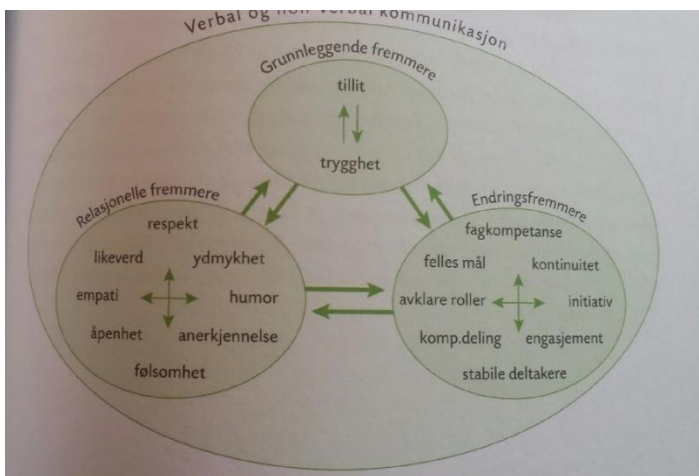 Verbal og non verbal kommunikasjon
Grunnleggende fremmere
tillit
trygghet
Relasjonelle fremmere
respekt
likeverd
ydmykhet
empati
humor
åpenhet
anerkjennelse
følsomhet
Endringsfremmere
fagkompetanse
felles mål
kontinuitet
avklare roller
initiativ
komp.deling
engasjement
stabile deltakere